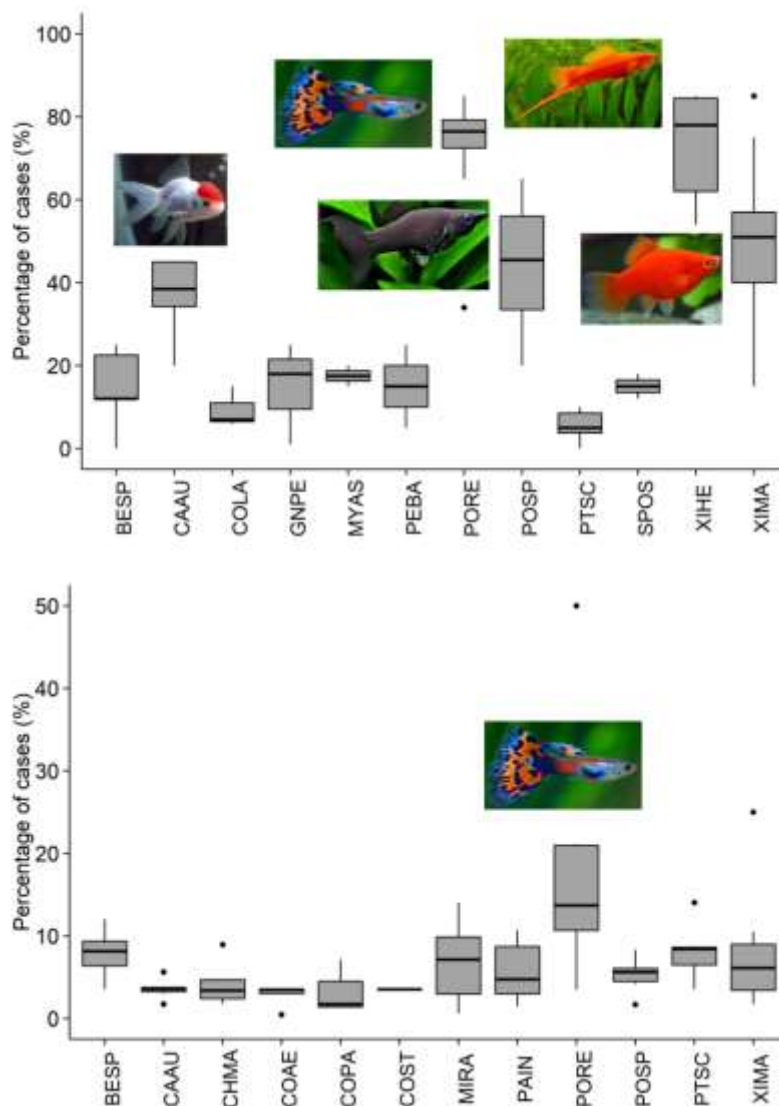 Percentage of cases (%)
100
80
60
40
20
0
BESP
CAAU
COLA
GNPE
MYAS
PEBA
PORE
POSP
PTSC
SPOS
XIHE
XIMA
Percentage of cases (%)
50
40
30
20
10
0
BESP
CAAU
CHMA
COAE
COPA
COST
MIRA
PAIN
PORE
POSP
PTSC
XIMA